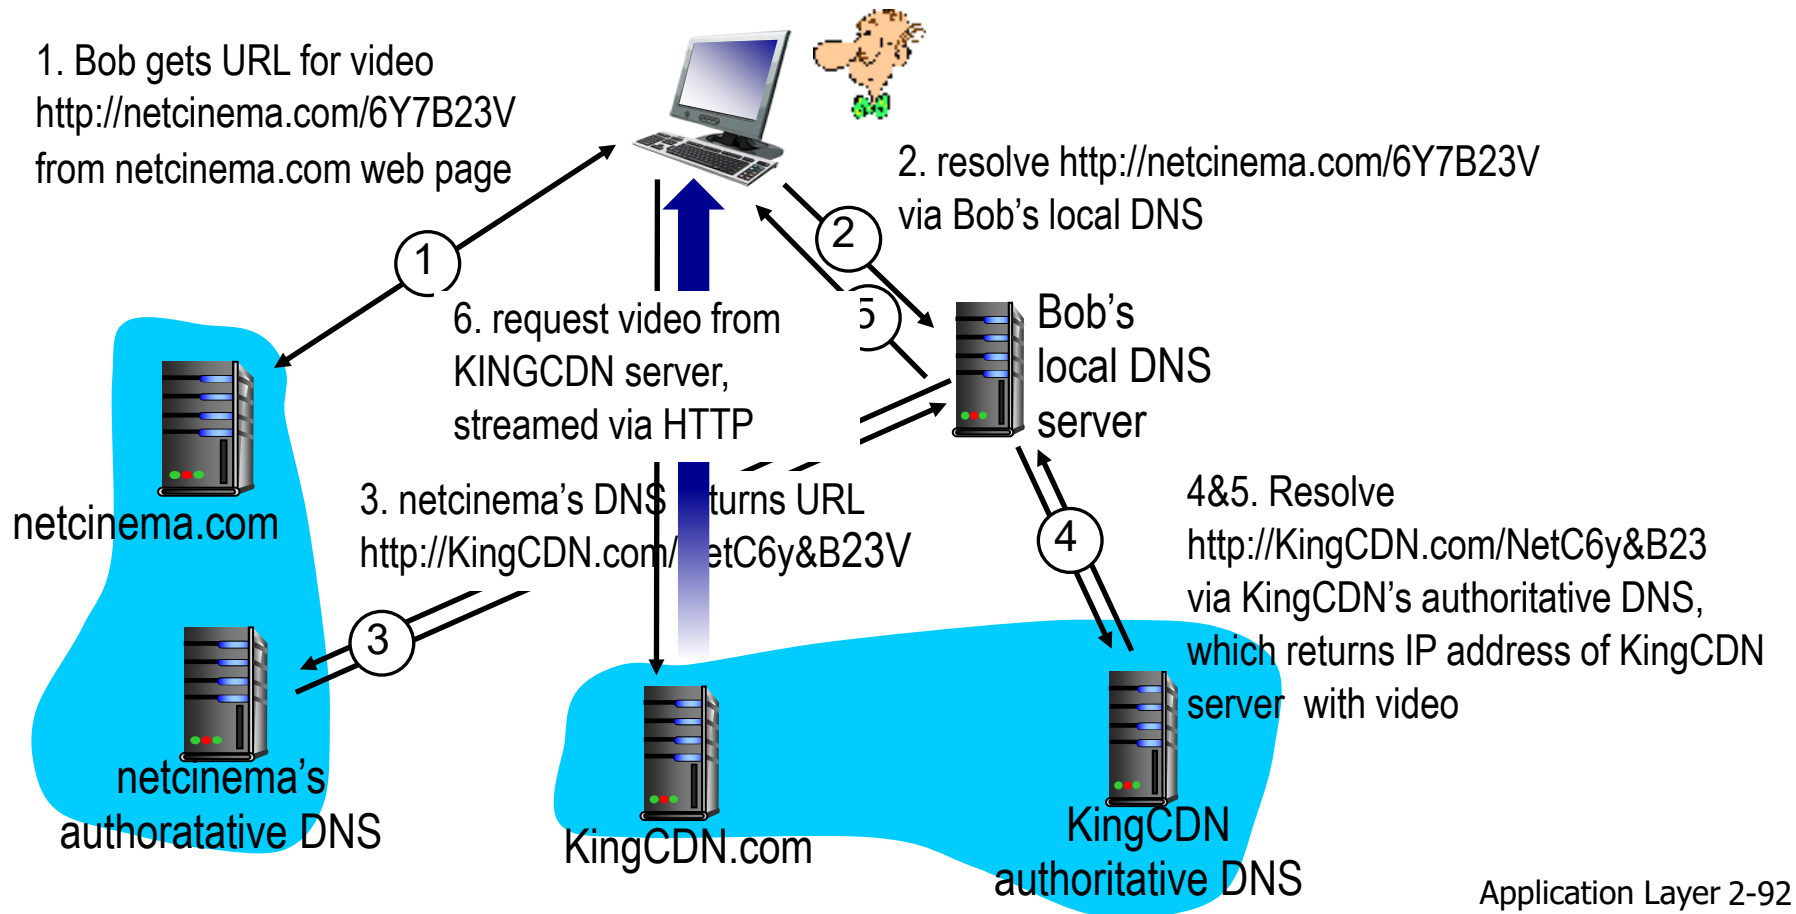 1. Bob gets URL for video
http://netcinema.com/6Y7B23V
from netcinema.com web page
2. resolve http://netcinema.com/6Y7B23V
via Bob's local DNS
1
2
5
6. request video from
KINGCDN server,
streamed via HTTP
Bob's
local DNS
server
netcinema.com
3. netcinema's DNS turns URL
http://KingCDN.com/ etC6y&B23V
4
4&5. Resolve
http://KingCDN.com/NetC6y&B23
via KingCDN's authoritative DNS,
which returns IP address of KingCDN
server with video
3
netcinema's
authoratative DNS
KingCDN.com
KingCDN
authoritative DNS
Application Layer 2-92